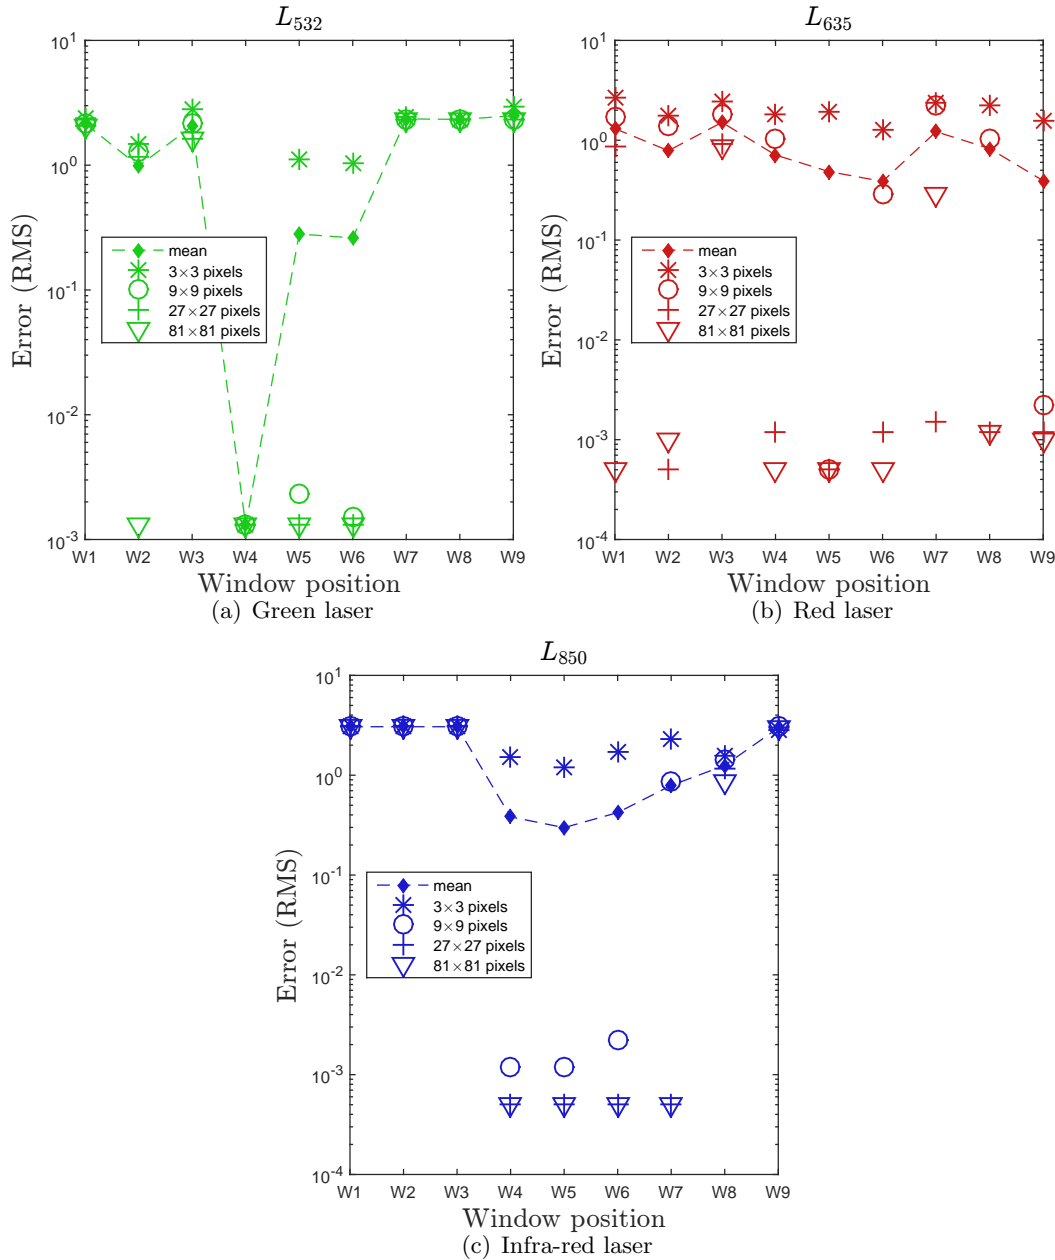 L532
10^1
10^0
10^-1
10^-2
10^-3
Error (RMS)
mean
3×3 pixels
9×9 pixels
27×27 pixels
81×81 pixels
W1 W2 W3 W4 W5 W6 W7 W8 W9
Window position
(a) Green laser
L635
10^1
10^0
10^-1
10^-2
10^-3
10^-4
Error (RMS)
mean
3×3 pixels
9×9 pixels
27×27 pixels
81×81 pixels
W1 W2 W3 W4 W5 W6 W7 W8 W9
Window position
(b) Red laser
L850
10^1
10^0
10^-1
10^-2
10^-3
10^-4
Error (RMS)
mean
3×3 pixels
9×9 pixels
27×27 pixels
81×81 pixels
W1 W2 W3 W4 W5 W6 W7 W8 W9
Window position
(c) Infra-red laser